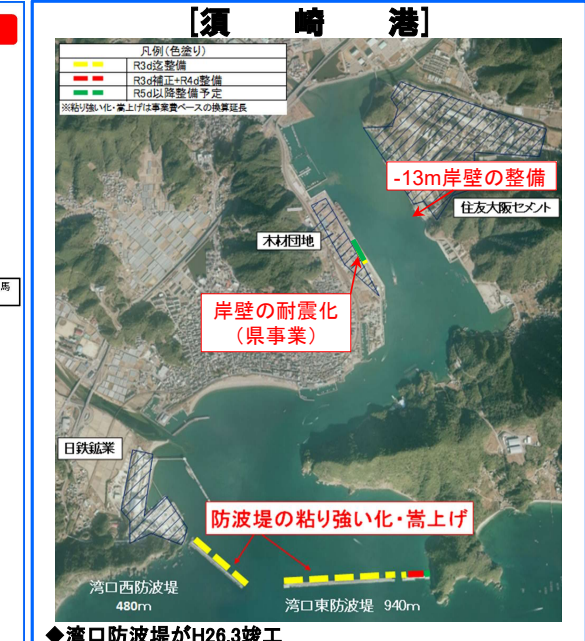 [須崎港]
凡例(色塗り)
R3d迄整備
R3d補正+R4d整備
R5d以降整備予定
※粘り強い化・嵩上げは事業費ベースの換算延長
-13m岸壁の整備
住友大阪セメント
木材団地
馬
岸壁の耐震化
(県事業)
日鉄鉱業
防波堤の粘り強い化・嵩上げ
湾口西防波堤
480m
湾口東防波堤 940m
◆湾口防波堤がH26.3竣工